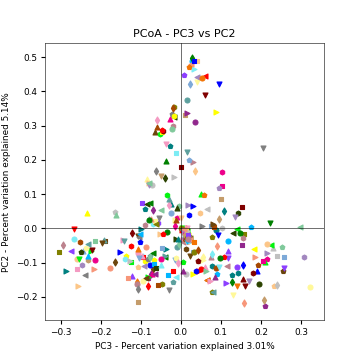 PCoA - PC3 vs PC2
PC2 - Percent variation explained 5.14%
0.5
0.4
0.3
0.2
0.1
0.0
−0.1
−0.2
−0.3 −0.2 −0.1 0.0 0.1 0.2 0.3
PC3 - Percent variation explained 3.01%